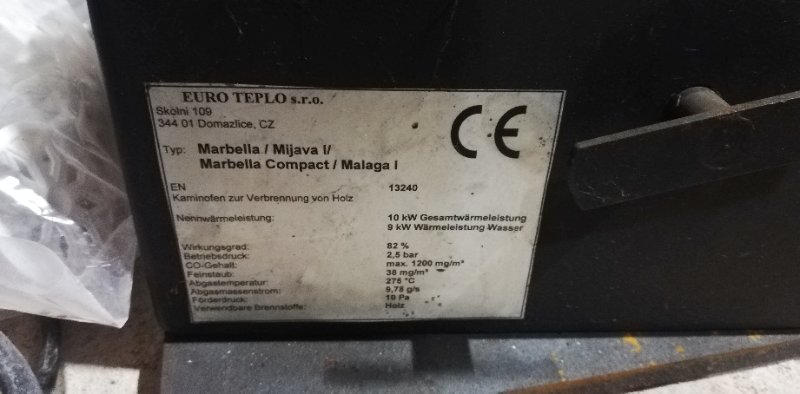 EURO TEPLO s.r.o.
Skolni 109
344 01 Domazlice, CZ
CE
Typ: Marbella / Mijava I/
Marbella Compact / Malaga I
EN 13240
Kaminofen zur Verbrennung von Holz
Nennwärmeleistung: 10 kW Gesamtwärmeleistung
9 kW Wärmeleistung Wasser
Wirkungsgrad: 82 %
Betriebsdruck: 2,5 bar
CO-Gehalt: max. 1200 mg/m³
Feinstaub: 38 mg/m³
Abgastemperatur: 275 °C
Abgasmassenstrom: 9,78 g/s
Förderdruck: 10 Pa
Verwendbare Brennstoffe: Holz